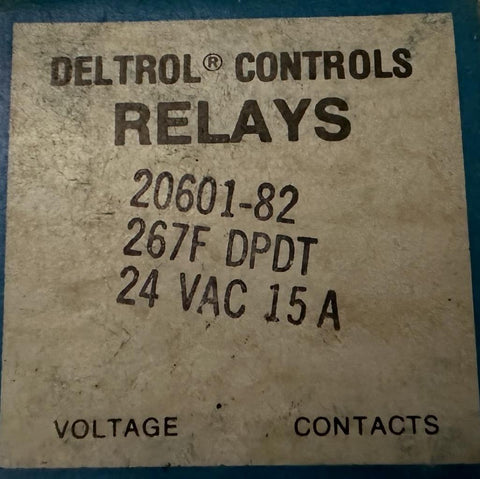 DELTROL® CONTROLS
RELAYS
20601-82
267F DPDT
24 VAC 15 A
VOLTAGE CONTACTS